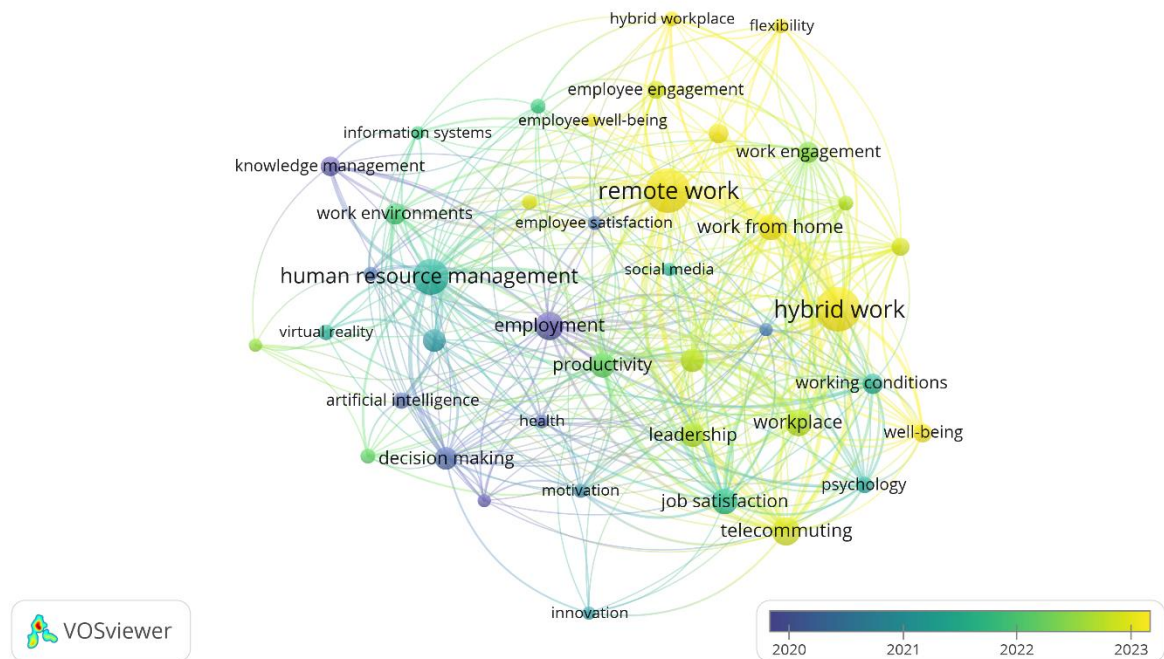 hybrid workplace
flexibility
employee engagement
employee well-being
information systems
work engagement
knowledge management
remote work
work environments
employee satisfaction
work from home
social media
human resource management
hybrid work
employment
virtual reality
productivity
working conditions
artificial intelligence
health
workplace
leadership
well-being
decision making
motivation
job satisfaction
psychology
telecommuting
innovation
VOSviewer
2020 2021 2022 2023